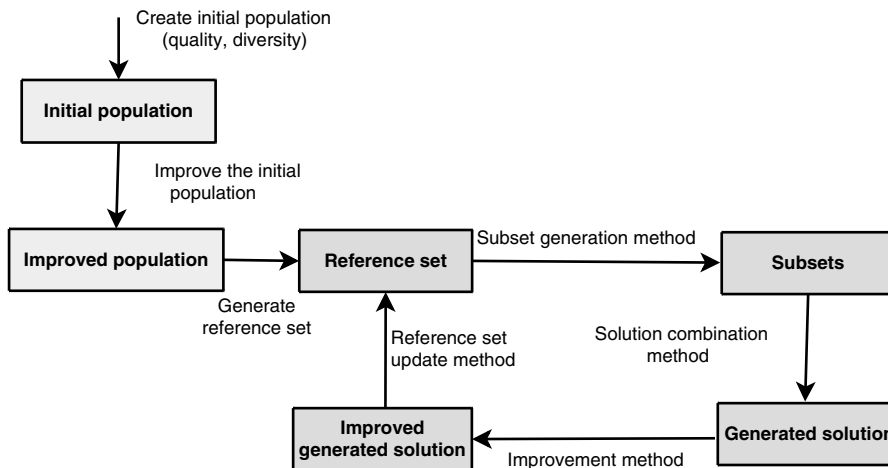 Create initial population
(quality, diversity)
Initial population
Improve the initial
population
Improved population
Generate
reference set
Reference set
Subset generation method
Subsets
Solution combination
method
Generated solution
Improvement method
Improved
generated solution
Reference set
update method